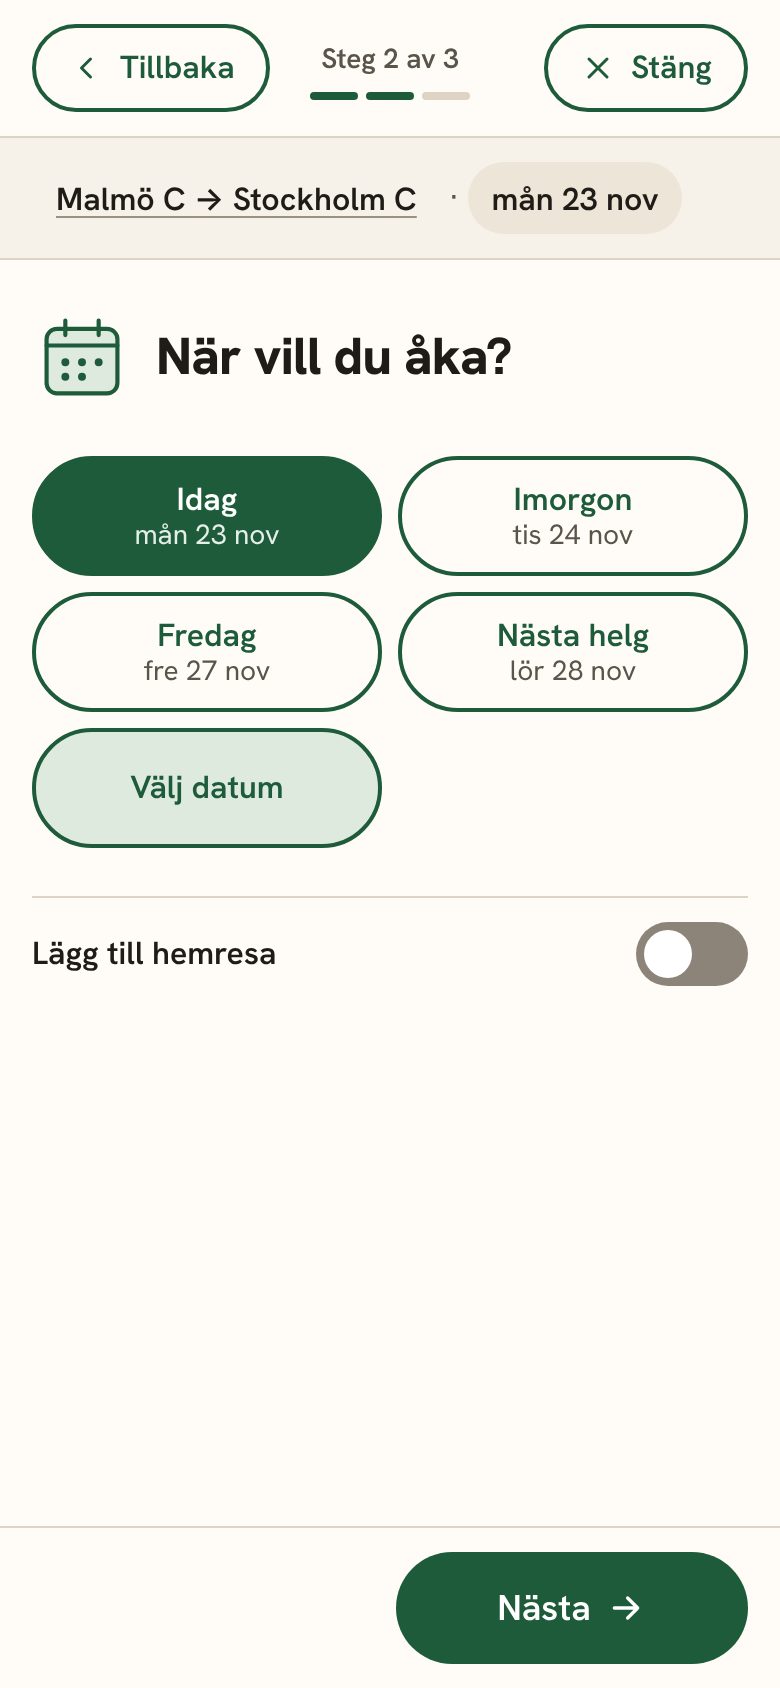 Tillbaka
Steg 2 av 3
Stäng
Malmö C → Stockholm C · mån 23 nov
När vill du åka?
Idag
mån 23 nov
Imorgon
tis 24 nov
Fredag
fre 27 nov
Nästa helg
lör 28 nov
Välj datum
Lägg till hemresa
Nästa →